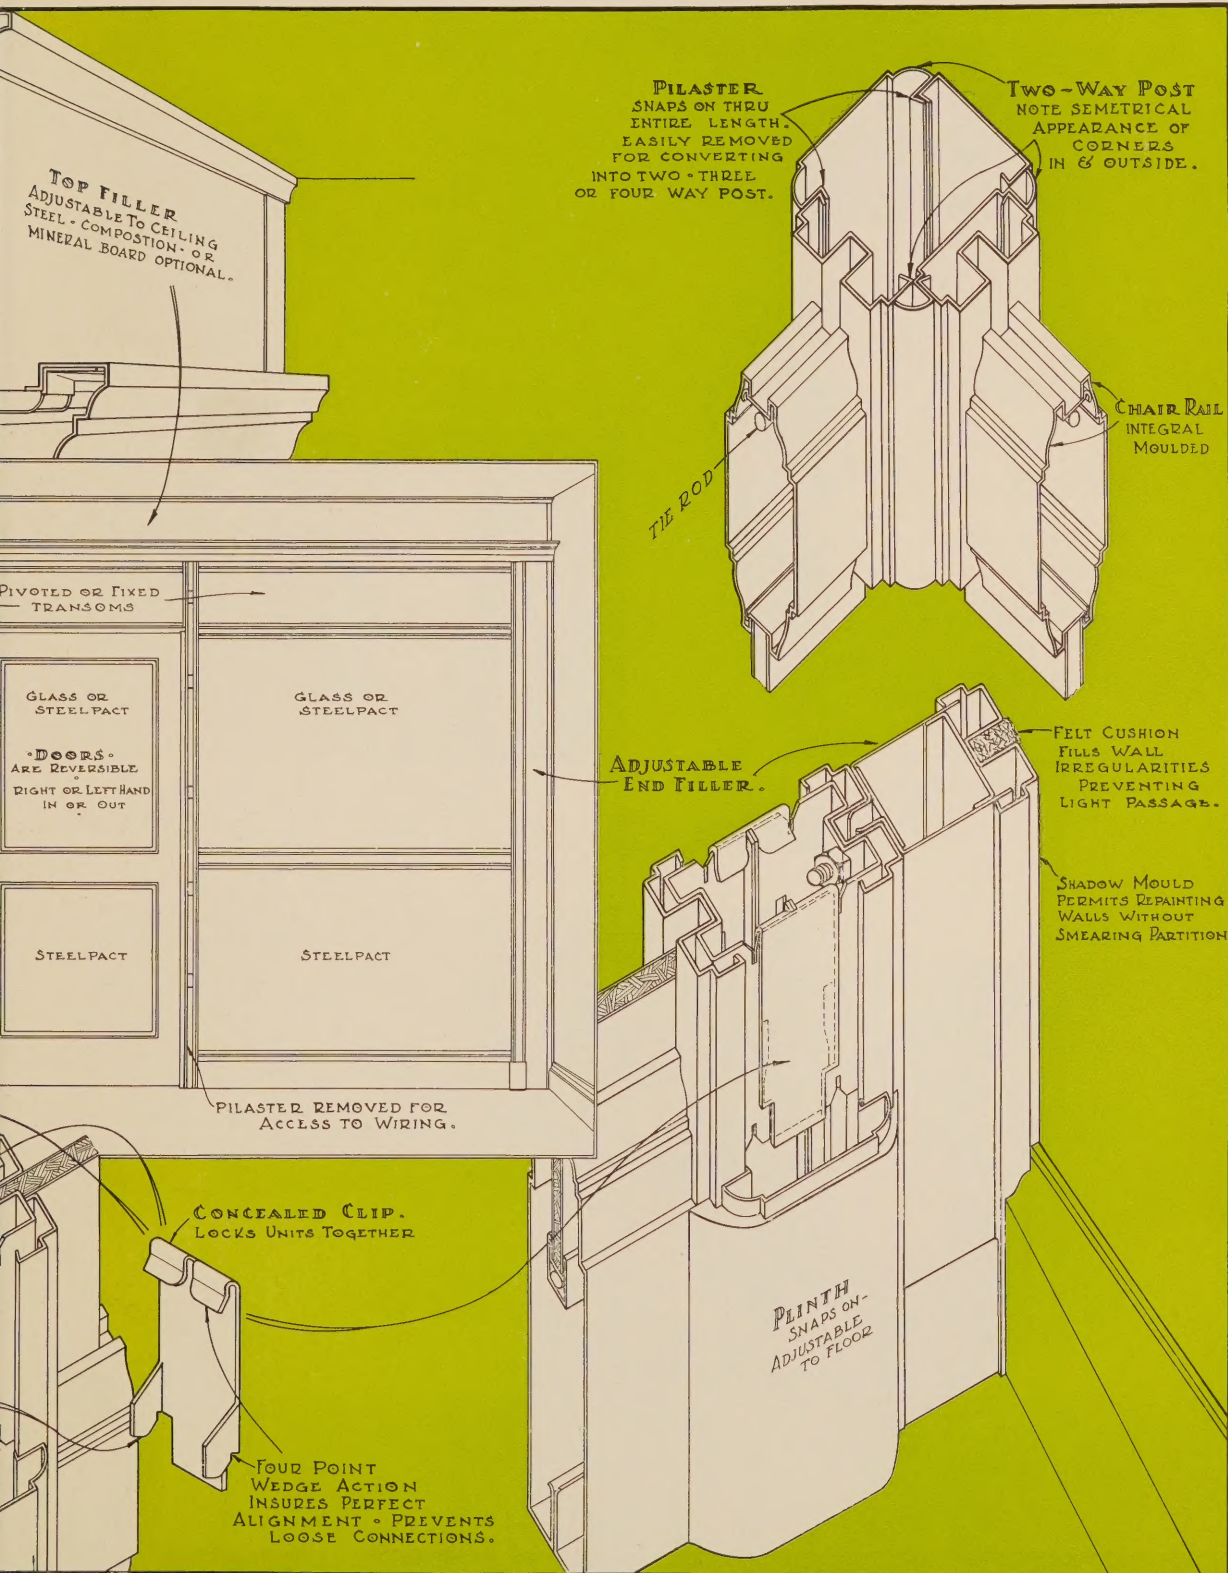 PILASTER
SNAPS ON THRU
ENTIRE LENGTH.
EASILY REMOVED
FOR CONVERTING
INTO TWO · THREE
OR FOUR WAY POST.
TWO-WAY POST
NOTE SEMETRICAL
APPEARANCE OF
CORNERS
IN & OUTSIDE.
TOP FILLER
ADJUSTABLE TO CEILING
STEEL · COMPOSTION · OR
MINERAL BOARD OPTIONAL.
CHAIR RAIL
INTEGRAL
MOULDED
TIE ROD
PIVOTED OR FIXED
TRANSOMS
GLASS OR
STEELPACT
· DOORS ·
ARE REVERSIBLE
RIGHT OR LEFT HAND
IN OR OUT
GLASS OR
STEELPACT
ADJUSTABLE
END FILLER.
FELT CUSHION
FILLS WALL
IRREGULARITIES
PREVENTING
LIGHT PASSAGE.
SHADOW MOULD
PERMITS REPAINTING
WALLS WITHOUT
SMEARING PARTITION
STEELPACT
STEELPACT
PILASTER REMOVED FOR
ACCESS TO WIRING.
CONCEALED CLIP.
LOCKS UNITS TOGETHER
PLINTH
SNAPS ON-
ADJUSTABLE
TO FLOOR
FOUR POINT
WEDGE ACTION
INSURES PERFECT
ALIGNMENT · PREVENTS
LOOSE CONNECTIONS.